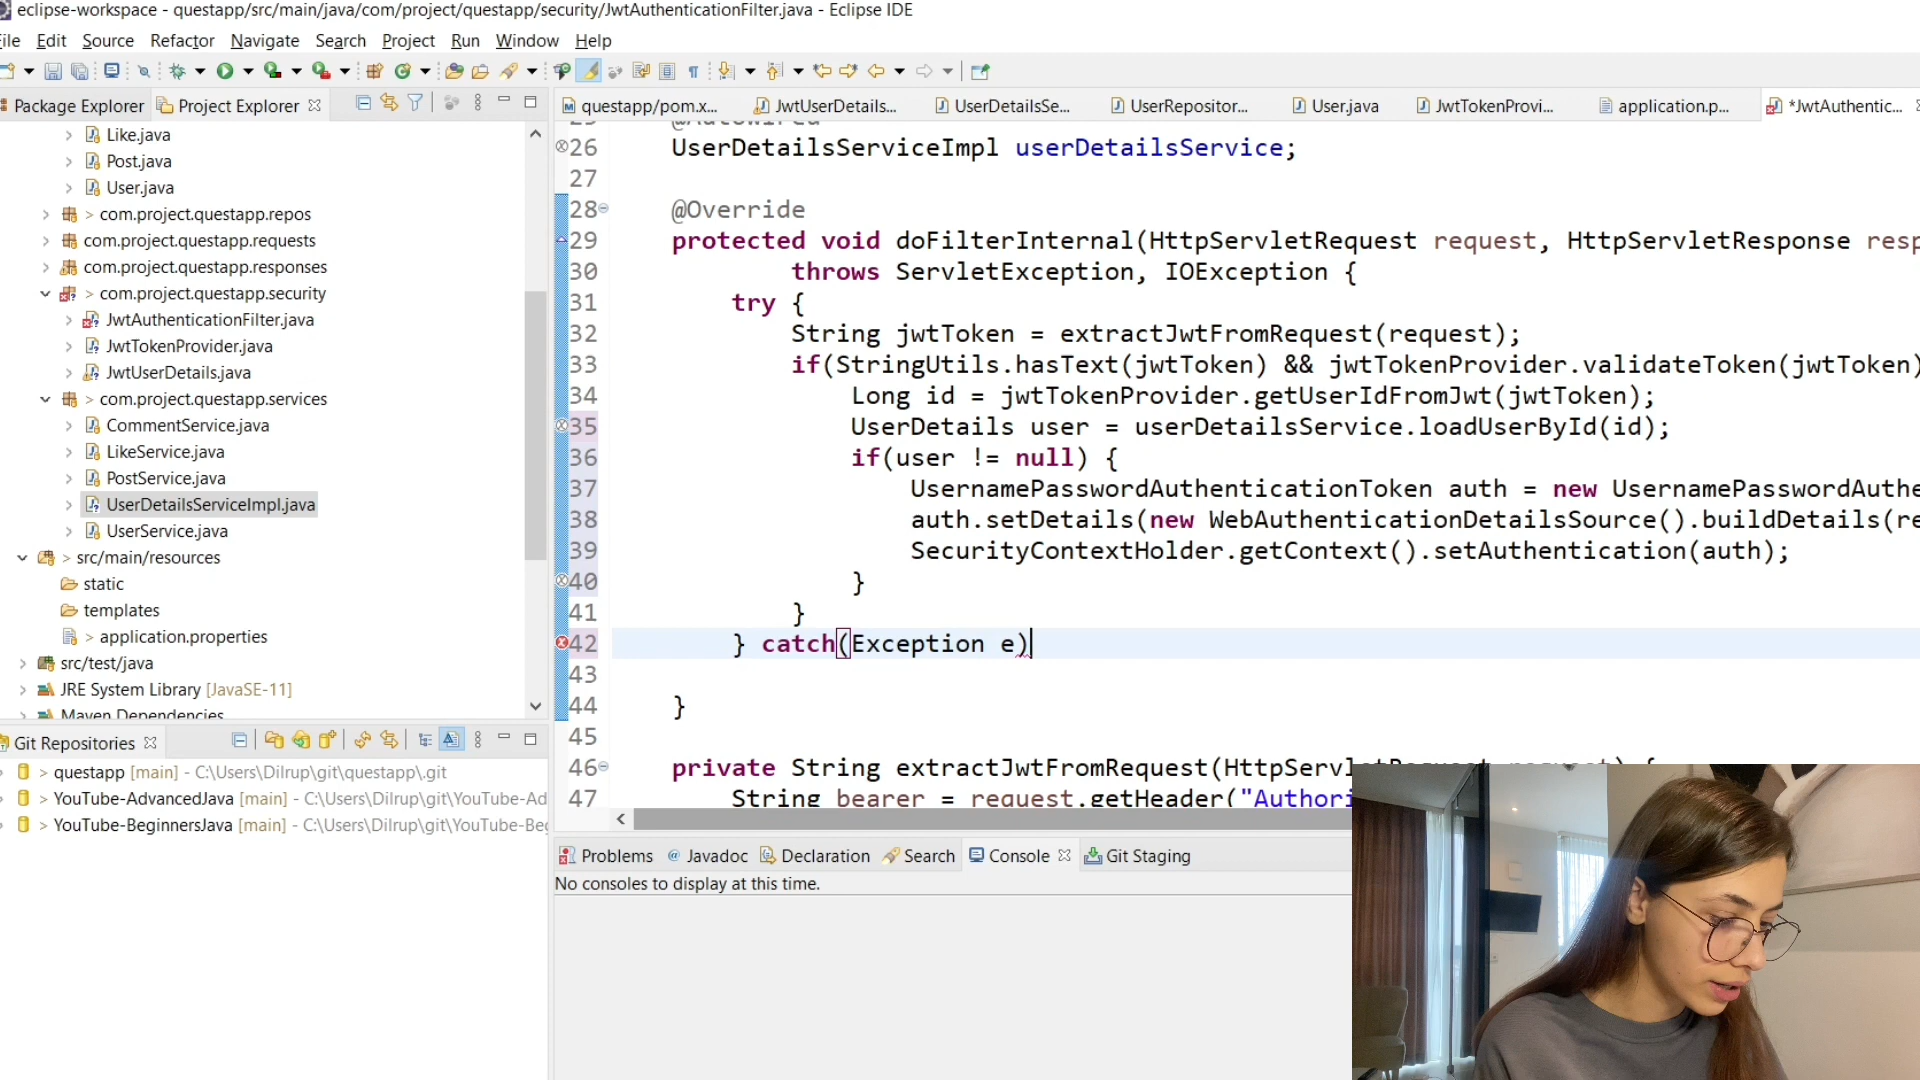 eclipse-workspace - questapp/src/main/java/com/project/questapp/security/JwtAuthenticationFilter.java - Eclipse IDE
File Edit Source Refactor Navigate Search Project Run Window Help
Package Explorer Project Explorer
questapp/pom.x... JwtUserDetails... UserDetailsSe... UserRepositor... User.java JwtTokenProvi... application.p... *JwtAuthentic...
Like.java
Post.java
User.java
> com.project.questapp.repos
com.project.questapp.requests
com.project.questapp.responses
> com.project.questapp.security
JwtAuthenticationFilter.java
JwtTokenProvider.java
JwtUserDetails.java
> com.project.questapp.services
CommentService.java
LikeService.java
PostService.java
UserDetailsServiceImpl.java
UserService.java
> src/main/resources
static
templates
> application.properties
src/test/java
JRE System Library [JavaSE-11]
Maven Dependencies
Git Repositories
> questapp [main] - C:\Users\Dilrup\git\questapp\.git
> YouTube-AdvancedJava [main] - C:\Users\Dilrup\git\YouTube-Ad
> YouTube-BeginnersJava [main] - C:\Users\Dilrup\git\YouTube-Beg
25 @Autowired
26 UserDetailsServiceImpl userDetailsService;
27
28 @Override
29 protected void doFilterInternal(HttpServletRequest request, HttpServletResponse resp
30 throws ServletException, IOException {
31 try {
32 String jwtToken = extractJwtFromRequest(request);
33 if(StringUtils.hasText(jwtToken) && jwtTokenProvider.validateToken(jwtToken)
34 Long id = jwtTokenProvider.getUserIdFromJwt(jwtToken);
35 UserDetails user = userDetailsService.loadUserById(id);
36 if(user != null) {
37 UsernamePasswordAuthenticationToken auth = new UsernamePasswordAuthe
38 auth.setDetails(new WebAuthenticationDetailsSource().buildDetails(re
39 SecurityContextHolder.getContext().setAuthentication(auth);
40 }
41 }
42 } catch(Exception e)
43
44 }
45
46 private String extractJwtFromRequest(HttpServletRequest request) {
47 String bearer = request.getHeader("Authori
Problems Javadoc Declaration Search Console Git Staging
No consoles to display at this time.